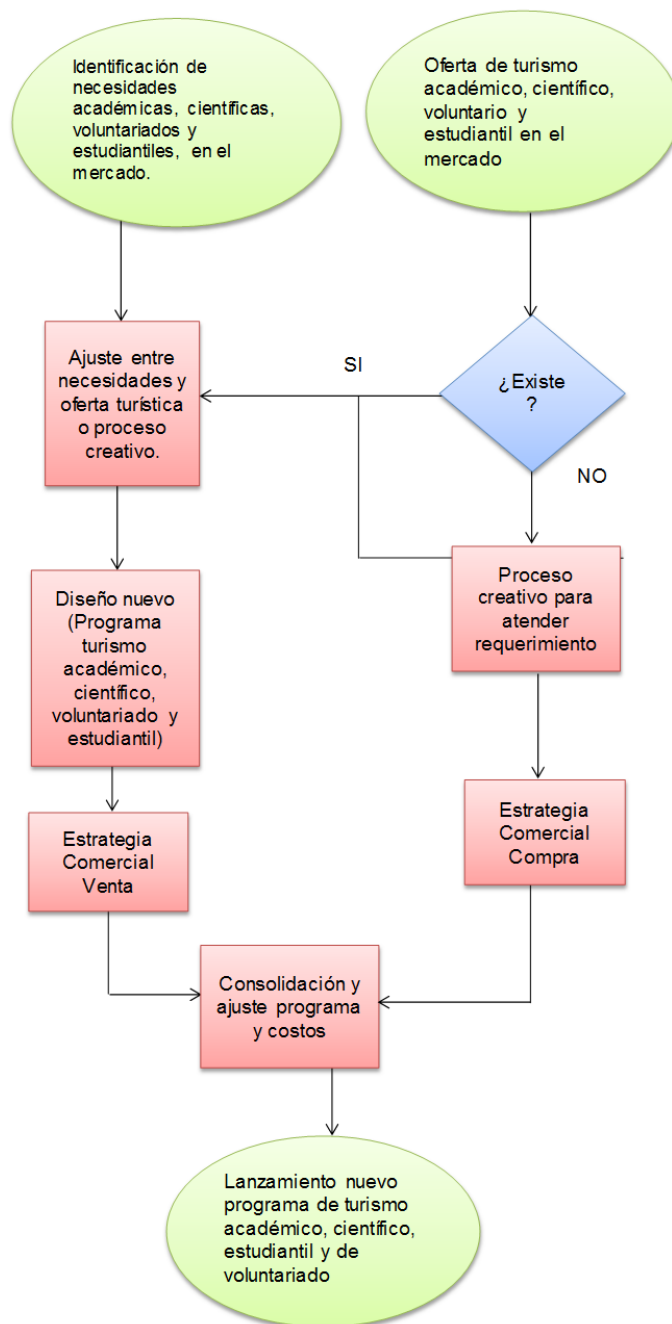 Identificación de
necesidades
académicas, científicas,
voluntariados y
estudiantiles, en el
mercado.
Oferta de turismo
académico, científico,
voluntario y
estudiantil en el
mercado
Ajuste entre
necesidades y
oferta turística
o proceso
creativo.
SI
¿Existe
?
NO
Diseño nuevo
(Programa
turismo
académico,
científico,
voluntariado y
estudiantil)
Proceso
creativo para
atender
requerimiento
Estrategia
Comercial
Venta
Estrategia
Comercial
Compra
Consolidación y
ajuste programa
y costos
Lanzamiento nuevo
programa de turismo
académico, científico,
estudiantil y de
voluntariado